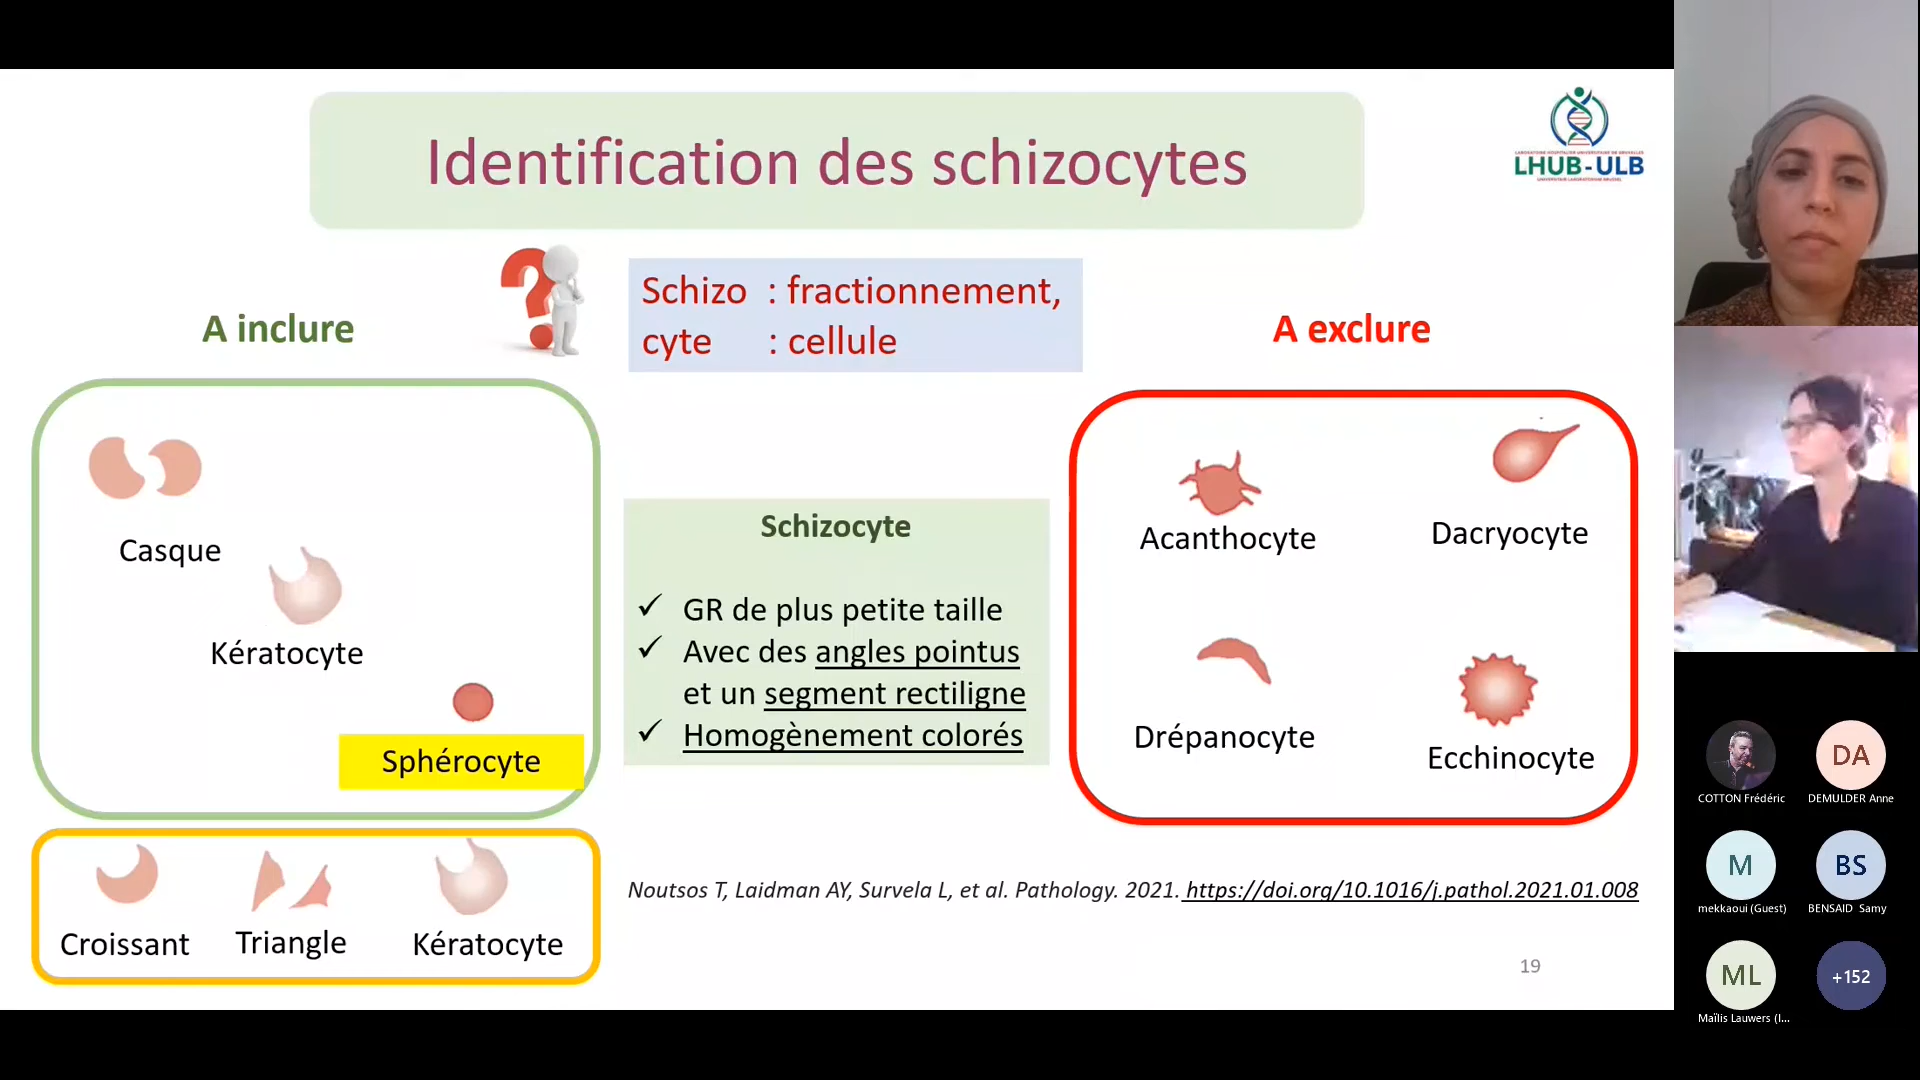 Identification des schizocytes
LHUB-ULB
Schizo : fractionnement,
cyte : cellule
A inclure
A exclure
Casque
Kératocyte
Sphérocyte
Schizocyte
✓ GR de plus petite taille
✓ Avec des angles pointus
et un segment rectiligne
✓ Homogènement colorés
Acanthocyte
Dacryocyte
Drépanocyte
Ecchinocyte
Croissant
Triangle
Kératocyte
Noutsos T, Laidman AY, Survela L, et al. Pathology. 2021. https://doi.org/10.1016/j.pathol.2021.01.008
19
COTTON Frédéric
DA
DEMULDER Anne
M
mekkaoui (Guest)
BS
BENSAID Samy
ML
Maïlis Lauwers (I...
+152